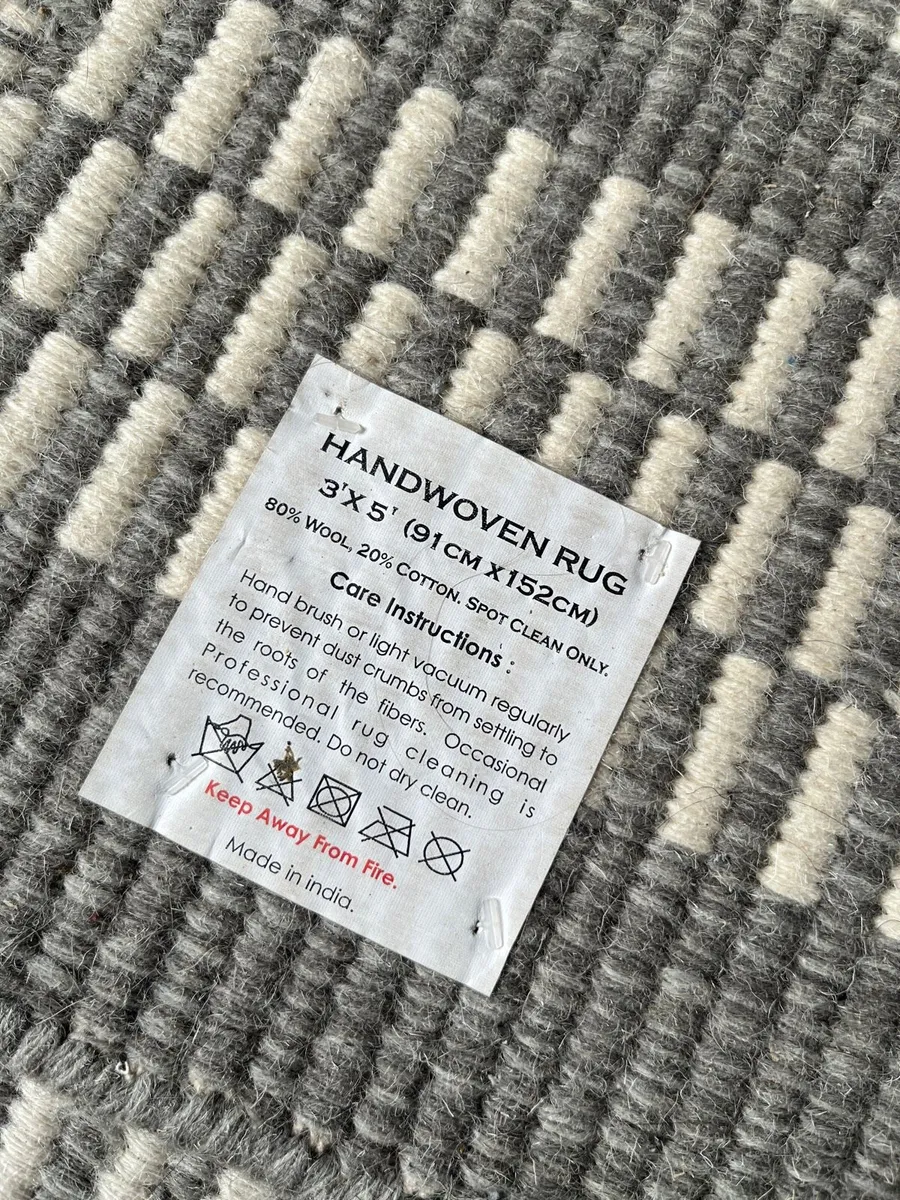 HANDWOVEN RUG
3'X5' (91CM X152CM)
80% WOOL, 20% COTTON. SPOT CLEAN ONLY.
Care Instructions :
Hand brush or light vacuum regularly
to prevent dust crumbs from settling to
the roots of the fibers. Occasional
Professional rug cleaning is
recommended. Do not dry clean.
Keep Away From Fire.
Made in india.